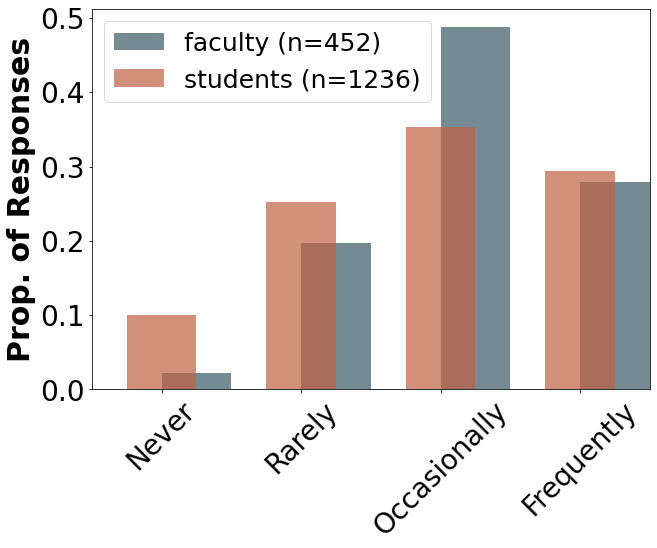 Prop. of Responses
0.5
0.4
0.3
0.2
0.1
0.0
faculty (n=452)
students (n=1236)
Never
Rarely
Occasionally
Frequently